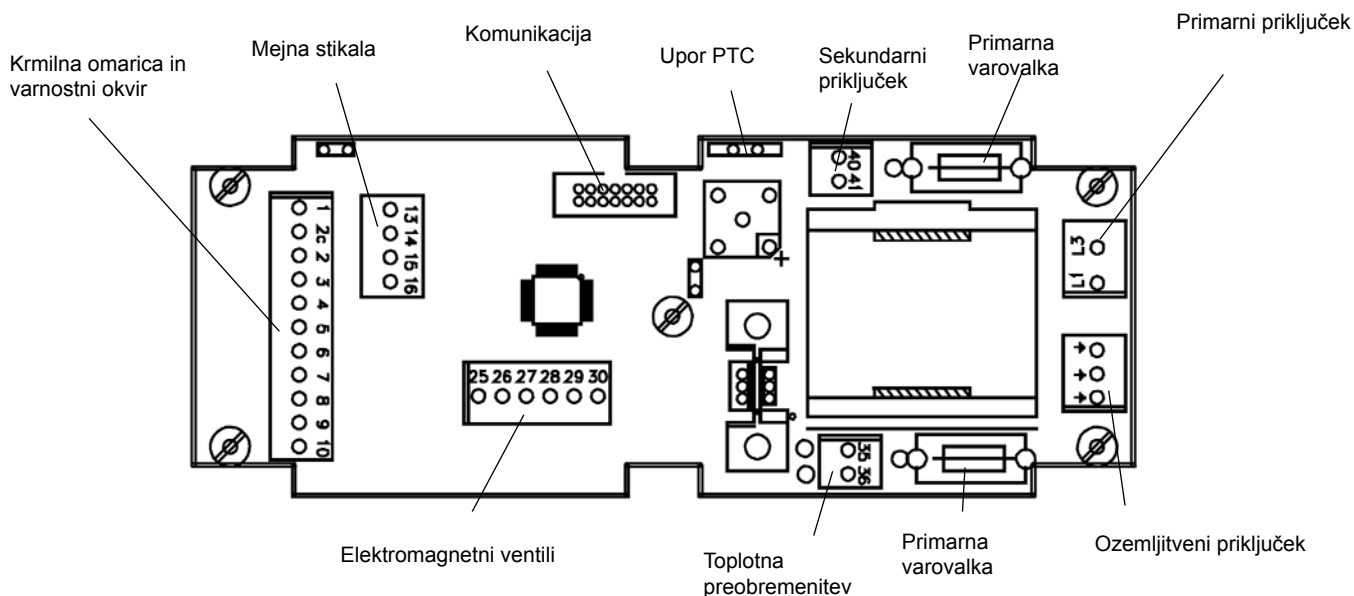 Primarni priključek
Komunikacija
Mejna stikala
Upor PTC
Sekundarni
priključek
Primarna
varovalka
Krmilna omarica in
varnostni okvir
1
2c
2
3
4
5
6
7
8
9
10
13
14
15
16
40
41
L3
L1
+
25 26 27 28 29 30
35
36
Elektromagnetni ventili
Toplotna
preobremenitev
Primarna
varovalka
Ozemljitveni priključek